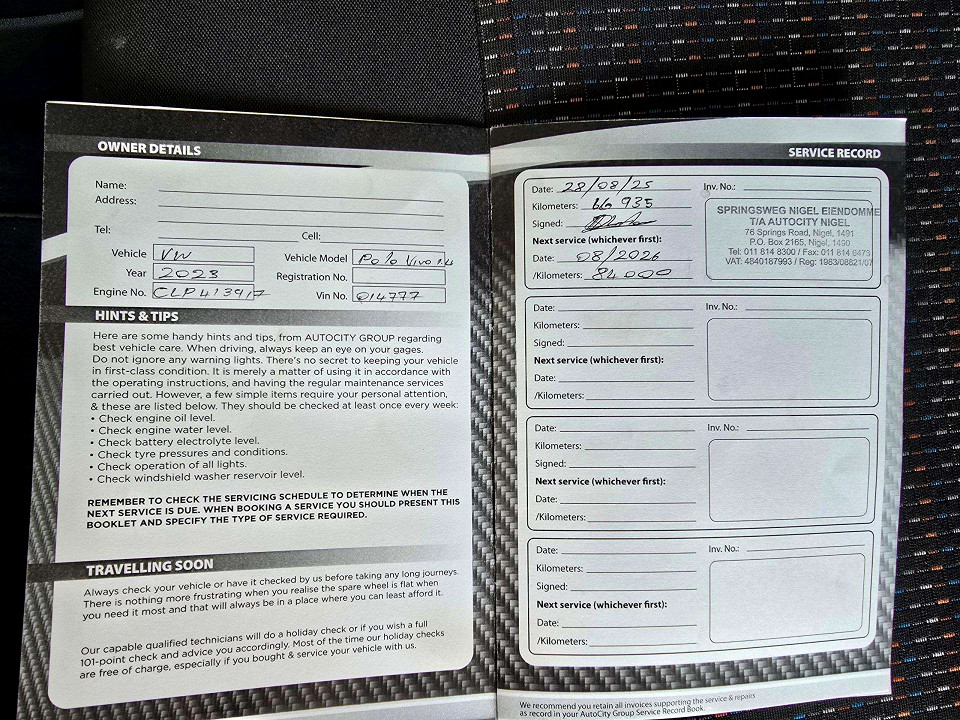 OWNER DETAILS
Name:
Address:
Tel:
Cell:
Vehicle VW
Vehicle Model Polo Vivo 1.4
Year 2023
Registration No.
Engine No. CLP413917
Vin No. 014777
HINTS & TIPS
Here are some handy hints and tips, from AUTOCITY GROUP regarding
best vehicle care. When driving, always keep an eye on your gages.
Do not ignore any warning lights. There's no secret to keeping your vehicle
in first-class condition. It is merely a matter of using it in accordance with
the operating instructions, and having the regular maintenance services
carried out. However, a few simple items require your personal attention,
& these are listed below. They should be checked at least once every week:
• Check engine oil level.
• Check engine water level.
• Check battery electrolyte level.
• Check tyre pressures and conditions.
• Check operation of all lights.
• Check windshield washer reservoir level.
REMEMBER TO CHECK THE SERVICING SCHEDULE TO DETERMINE WHEN THE
NEXT SERVICE IS DUE. WHEN BOOKING A SERVICE YOU SHOULD PRESENT THIS
BOOKLET AND SPECIFY THE TYPE OF SERVICE REQUIRED.
TRAVELLING SOON
Always check your vehicle or have it checked by us before taking any long journeys.
There is nothing more frustrating when you realise the spare wheel is flat when
you need it most and that will always be in a place where you can least afford it.
Our capable qualified technicians will do a holiday check or if you wish a full
101-point check and advice you accordingly. Most of the time our holiday checks
are free of charge, especially if you bought & service your vehicle with us.
SERVICE RECORD
Date: 28/08/25
Inv. No.:
Kilometers: 66 935
Signed:
Next service (whichever first):
Date: 08/2026
/Kilometers: 84 000
SPRINGSWEG NIGEL EIENDOMME
T/A AUTOCITY NIGEL
76 Springs Road, Nigel, 1491
P.O. Box 2165, Nigel, 1490
Tel: 011 814 8300 / Fax: 011 814 6473
VAT: 4840187993 / Reg: 1983/08821/07
Date:
Inv. No.:
Kilometers:
Signed:
Next service (whichever first):
Date:
/Kilometers:
Date:
Inv. No.:
Kilometers:
Signed:
Next service (whichever first):
Date:
/Kilometers:
Date:
Inv. No.:
Kilometers:
Signed:
Next service (whichever first):
Date:
/Kilometers:
We recommend you retain all invoices supporting the service & repairs
as record in your AutoCity Group Service Record Book.